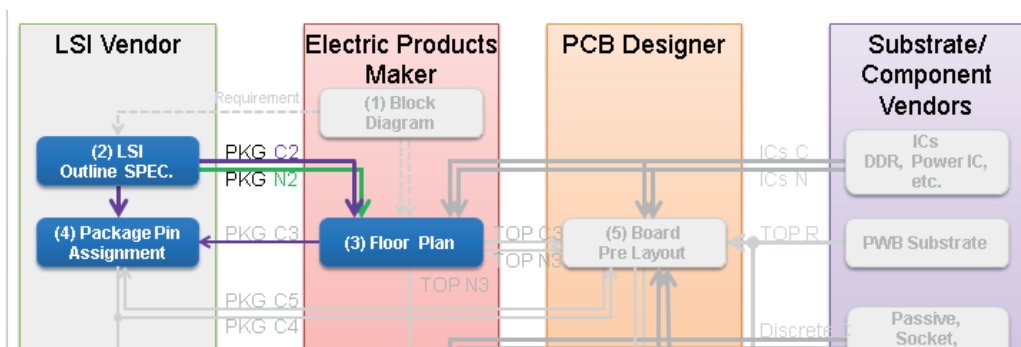 LSI Vendor
Electric Products
Maker
PCB Designer
Substrate/
Component
Vendors
Requirement
(1) Block
Diagram
(2) LSI
Outline SPEC.
PKG C2
PKG N2
ICs C
ICs N
ICs
DDR, Power IC,
etc.
(4) Package Pin
Assignment
PKG C3
(3) Floor Plan
TOP C3
TOP N3
(5) Board
Pre Layout
TOP R
PWB Substrate
TOP N3
PKG C5
PKG C4
Discrete C
Passive,
Socket,